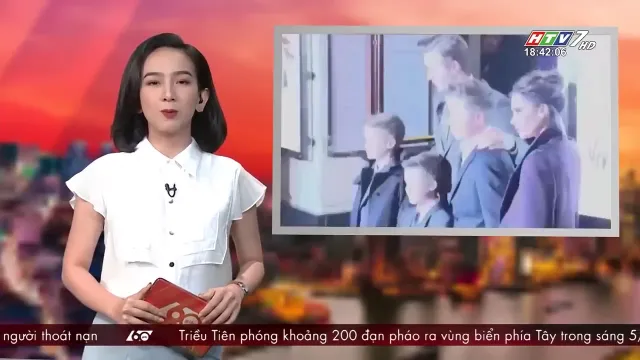 HTV7 HD
18:42:06
người thoát nạn 60 Triều Tiên phóng khoảng 200 đạn pháo ra vùng biển phía Tây trong sáng 5